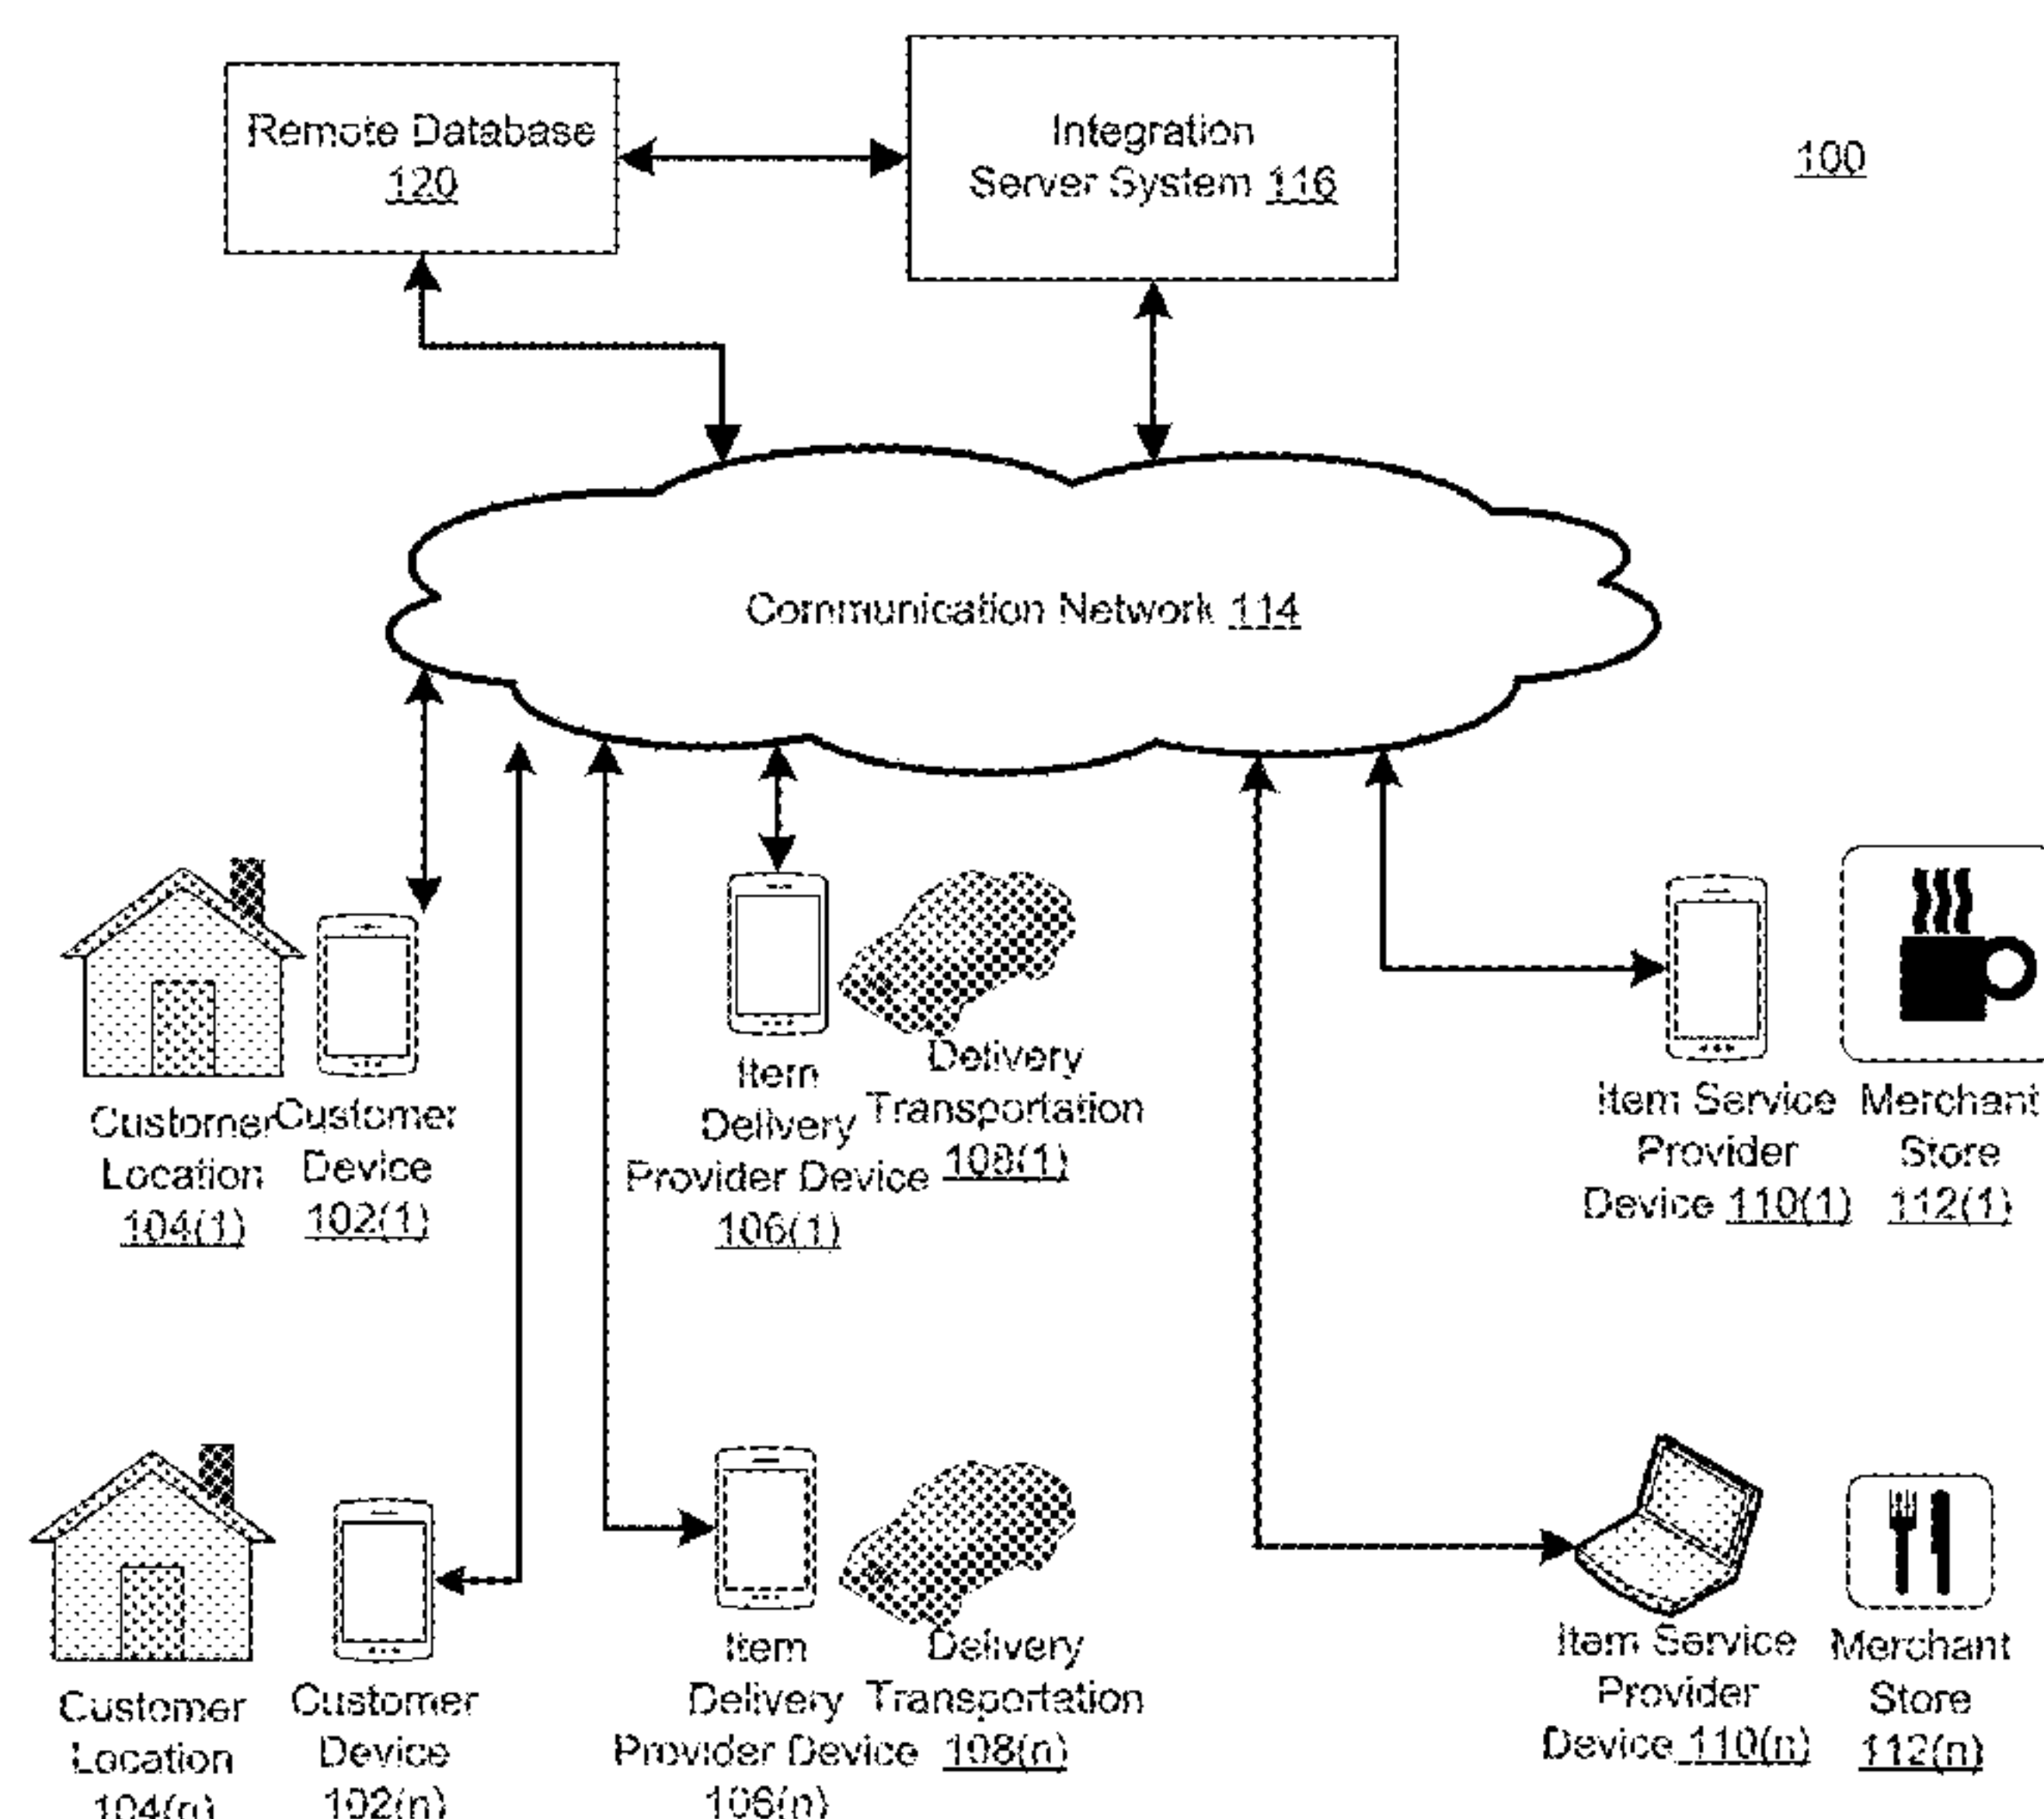 Remote Database
120
Integration
Server System 116
100
Communication Network 114
Customer
Location
104(1)
Customer
Device
102(1)
Item
Delivery
Provider Device
106(1)
Delivery
Transportation
108(1)
Item Service
Provider
Device 110(1)
Merchant
Store
112(1)
Customer
Location
104(n)
Customer
Device
102(n)
Item
Delivery
Provider Device
106(n)
Delivery
Transportation
108(n)
Item Service
Provider
Device 110(n)
Merchant
Store
112(n)